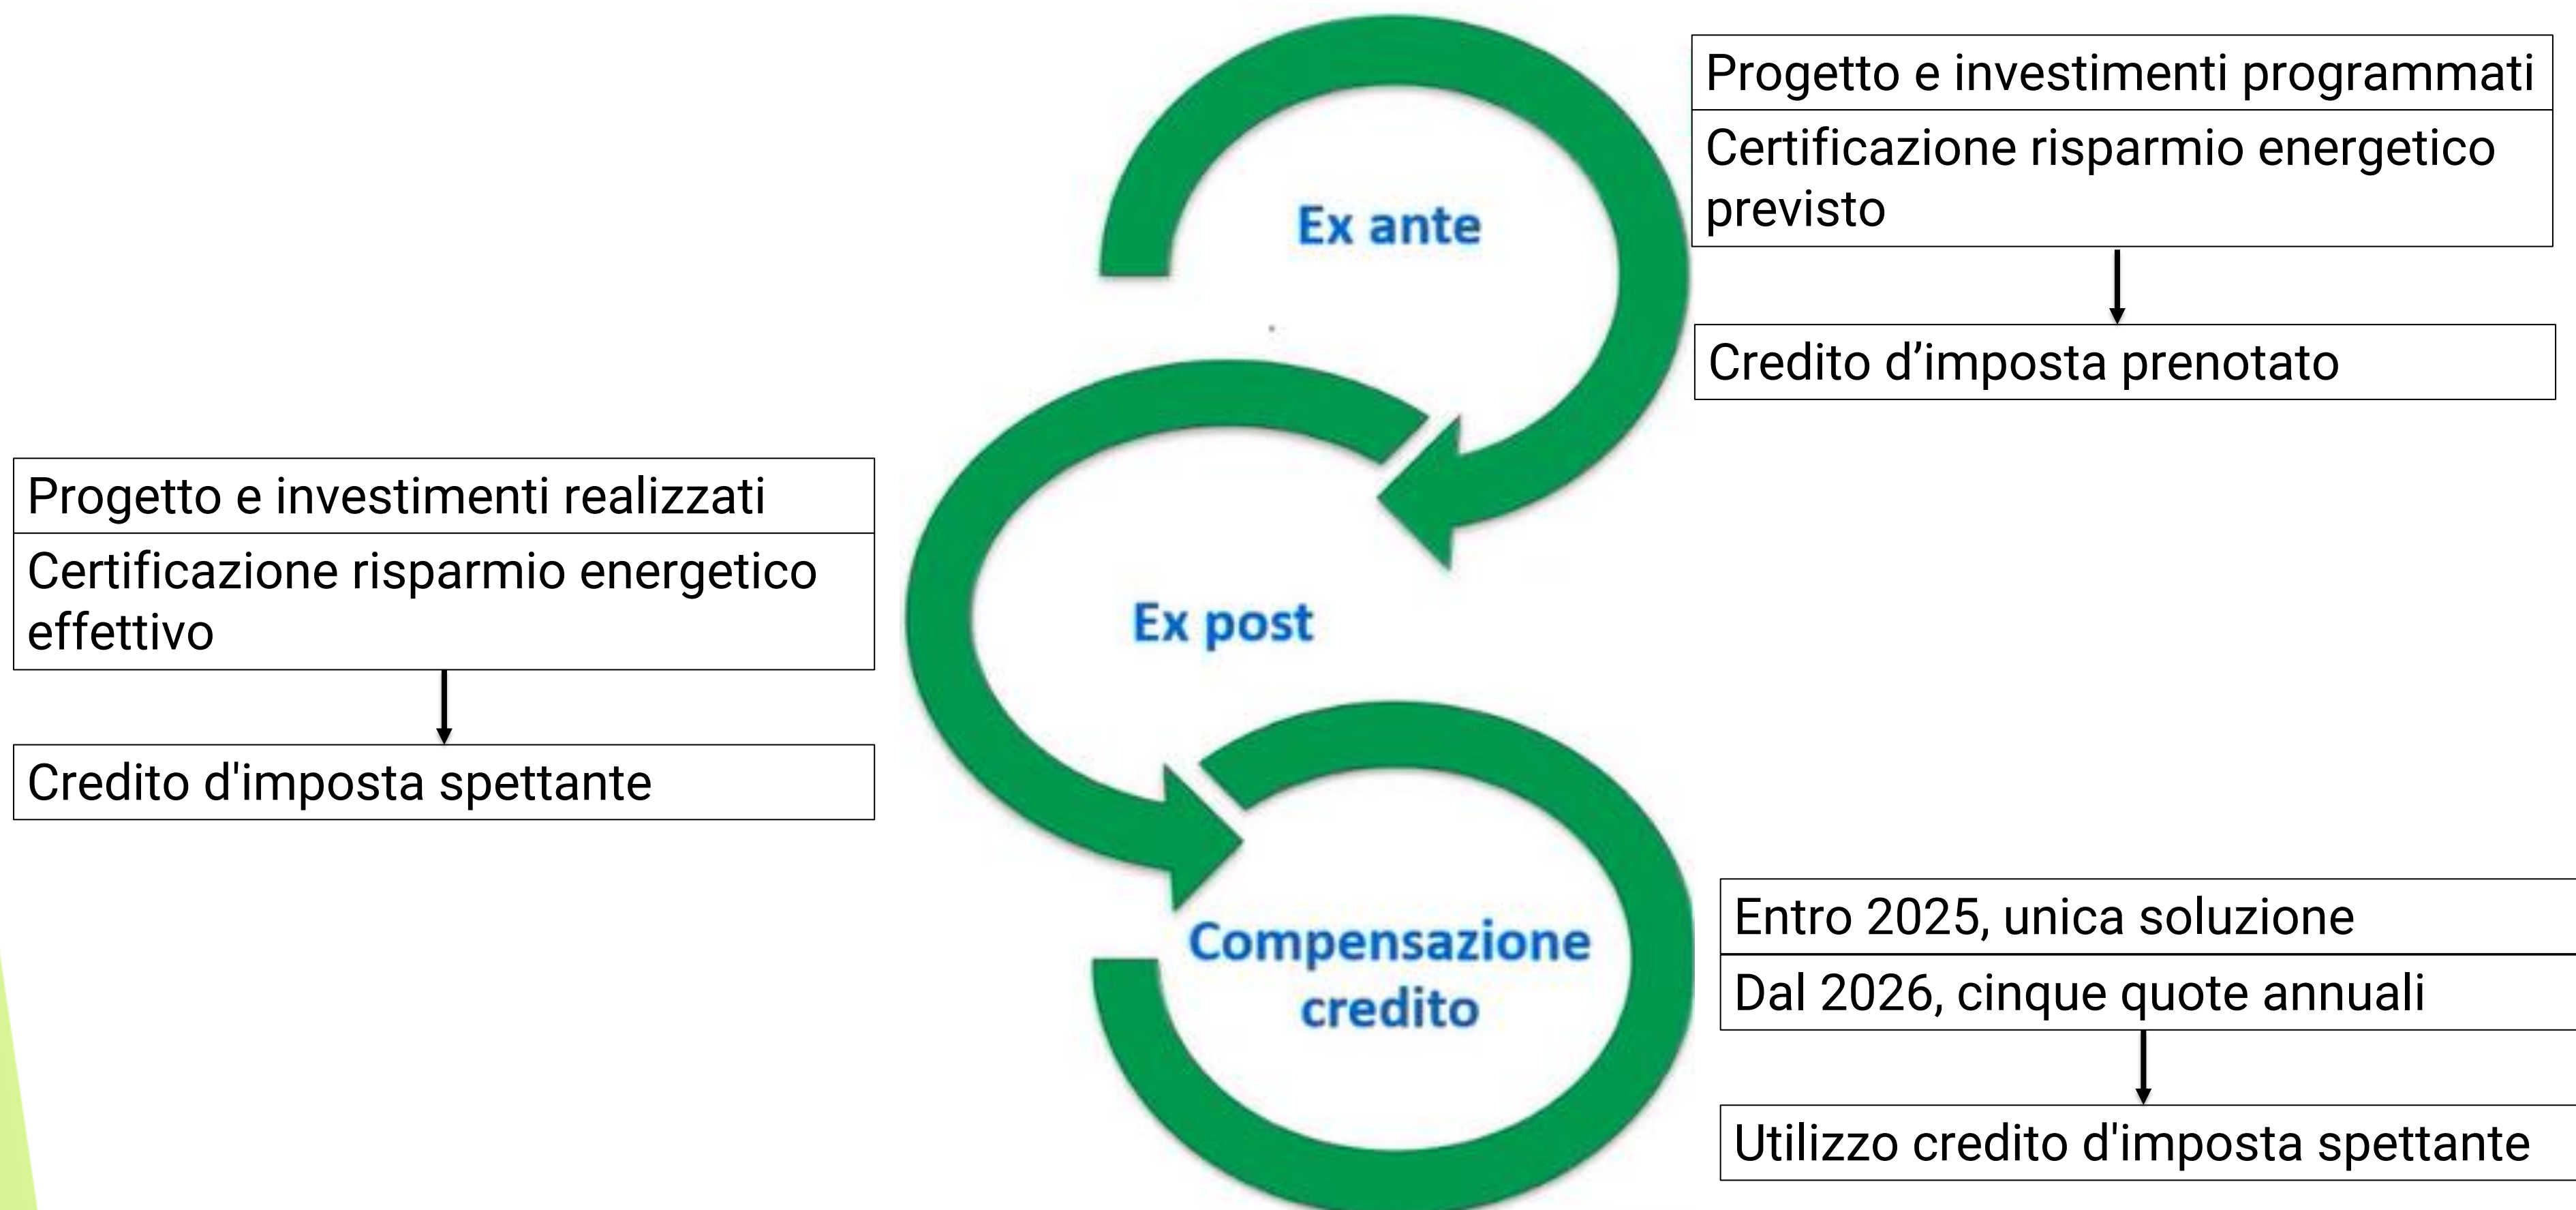 Ex ante
Progetto e investimenti programmati
Certificazione risparmio energetico
previsto
Credito d’imposta prenotato
Ex post
Progetto e investimenti realizzati
Certificazione risparmio energetico
effettivo
Credito d'imposta spettante
Compensazione
credito
Entro 2025, unica soluzione
Dal 2026, cinque quote annuali
Utilizzo credito d'imposta spettante